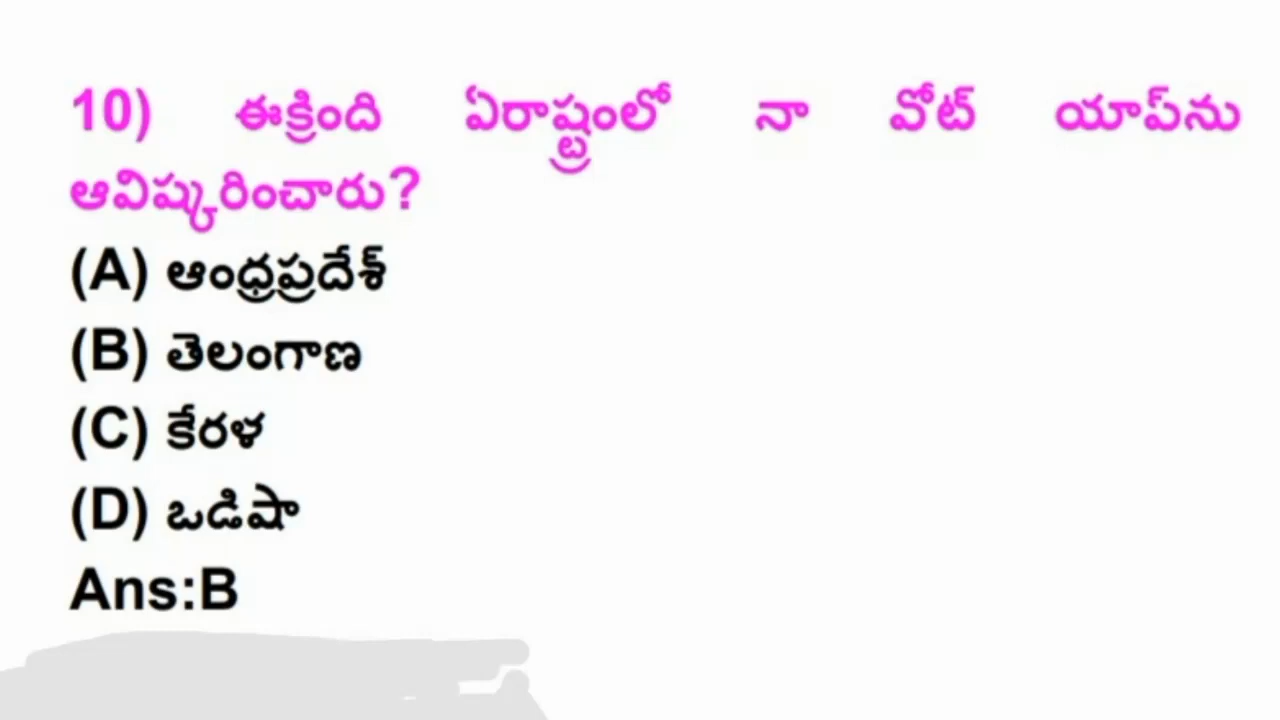 10) ఈక్రింది ఏరాష్ట్రంలో నా వోట్ యాప్‌ను
ఆవిష్కరించారు?
(A) ఆంధ్రప్రదేశ్
(B) తెలంగాణ
(C) కేరళ
(D) ఒడిషా
Ans:B